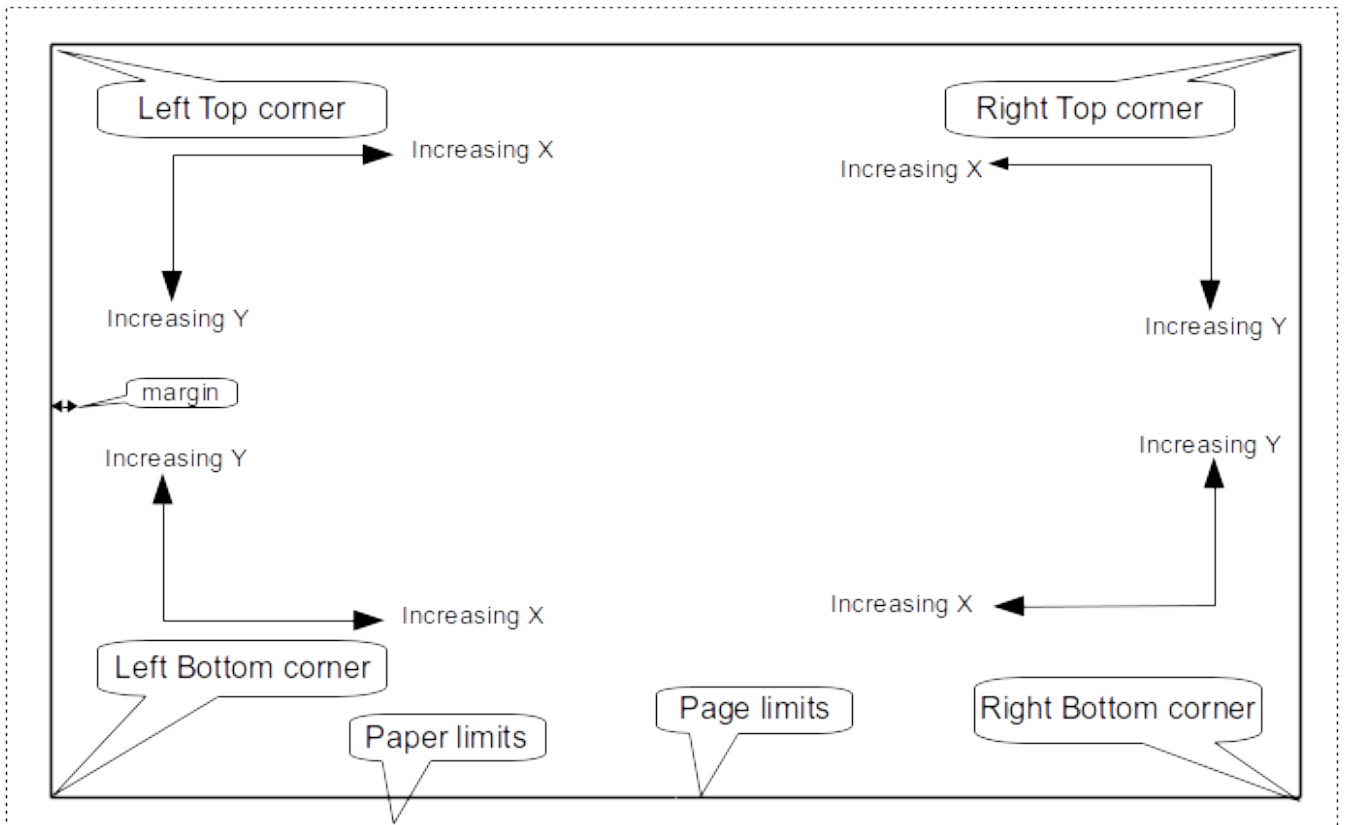 Left Top corner
Right Top corner
Increasing X
Increasing X
Increasing Y
Increasing Y
margin
Increasing Y
Increasing Y
Increasing X
Increasing X
Left Bottom corner
Page limits
Right Bottom corner
Paper limits